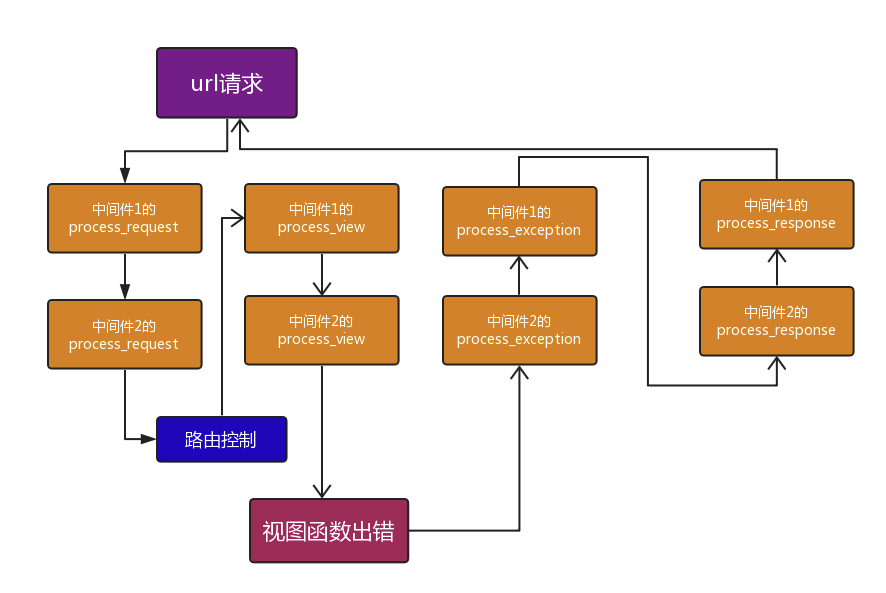 url请求
中间件1的
process_request
中间件2的
process_request
路由控制
中间件1的
process_view
中间件2的
process_view
视图函数出错
中间件1的
process_exception
中间件2的
process_exception
中间件1的
process_response
中间件2的
process_response